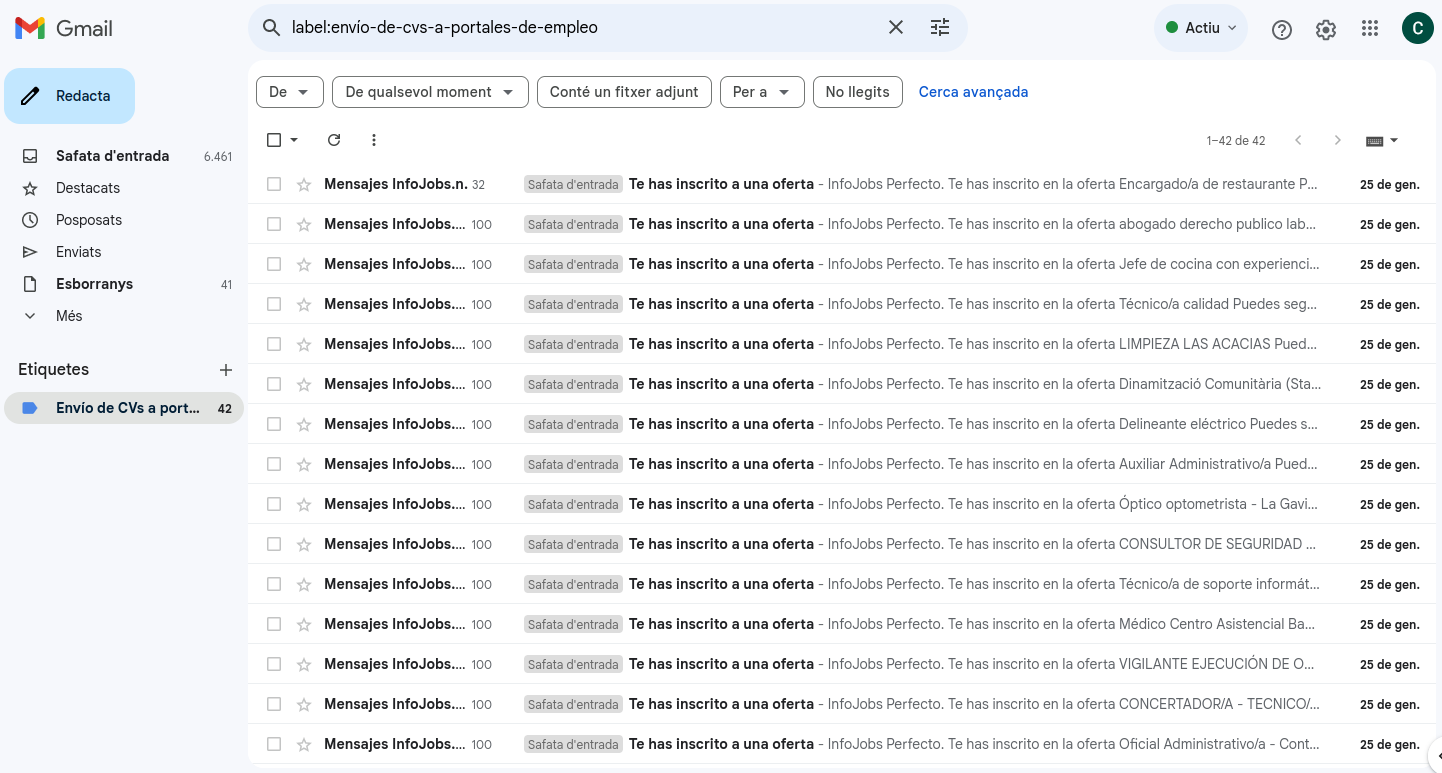 Gmail
label:envío-de-cvs-a-portales-de-empleo
Actiu
C
Redacta
Safata d'entrada 6.461
Destacats
Posposats
Enviats
Esborranys 41
Més
Etiquetes
Envío de CVs a port... 42
De De qualsevol moment Conté un fitxer adjunt Per a No llegits Cerca avançada
1–42 de 42
Mensajes InfoJobs.n. 32 Safata d'entrada Te has inscrito a una oferta - InfoJobs Perfecto. Te has inscrito en la oferta Encargado/a de restaurante P... 25 de gen.
Mensajes InfoJobs.... 100 Safata d'entrada Te has inscrito a una oferta - InfoJobs Perfecto. Te has inscrito en la oferta abogado derecho publico lab... 25 de gen.
Mensajes InfoJobs.... 100 Safata d'entrada Te has inscrito a una oferta - InfoJobs Perfecto. Te has inscrito en la oferta Jefe de cocina con experienci... 25 de gen.
Mensajes InfoJobs.... 100 Safata d'entrada Te has inscrito a una oferta - InfoJobs Perfecto. Te has inscrito en la oferta Técnico/a calidad Puedes seg... 25 de gen.
Mensajes InfoJobs.... 100 Safata d'entrada Te has inscrito a una oferta - InfoJobs Perfecto. Te has inscrito en la oferta LIMPIEZA LAS ACACIAS Pued... 25 de gen.
Mensajes InfoJobs.... 100 Safata d'entrada Te has inscrito a una oferta - InfoJobs Perfecto. Te has inscrito en la oferta Dinamització Comunitària (Sta... 25 de gen.
Mensajes InfoJobs.... 100 Safata d'entrada Te has inscrito a una oferta - InfoJobs Perfecto. Te has inscrito en la oferta Delineante eléctrico Puedes s... 25 de gen.
Mensajes InfoJobs.... 100 Safata d'entrada Te has inscrito a una oferta - InfoJobs Perfecto. Te has inscrito en la oferta Auxiliar Administrativo/a Pued... 25 de gen.
Mensajes InfoJobs.... 100 Safata d'entrada Te has inscrito a una oferta - InfoJobs Perfecto. Te has inscrito en la oferta Óptico optometrista - La Gavi... 25 de gen.
Mensajes InfoJobs.... 100 Safata d'entrada Te has inscrito a una oferta - InfoJobs Perfecto. Te has inscrito en la oferta CONSULTOR DE SEGURIDAD ... 25 de gen.
Mensajes InfoJobs.... 100 Safata d'entrada Te has inscrito a una oferta - InfoJobs Perfecto. Te has inscrito en la oferta Técnico/a de soporte informát... 25 de gen.
Mensajes InfoJobs.... 100 Safata d'entrada Te has inscrito a una oferta - InfoJobs Perfecto. Te has inscrito en la oferta Médico Centro Asistencial Ba... 25 de gen.
Mensajes InfoJobs.... 100 Safata d'entrada Te has inscrito a una oferta - InfoJobs Perfecto. Te has inscrito en la oferta VIGILANTE EJECUCIÓN DE O... 25 de gen.
Mensajes InfoJobs.... 100 Safata d'entrada Te has inscrito a una oferta - InfoJobs Perfecto. Te has inscrito en la oferta CONCERTADOR/A - TECNICO/... 25 de gen.
Mensajes InfoJobs.... 100 Safata d'entrada Te has inscrito a una oferta - InfoJobs Perfecto. Te has inscrito en la oferta Oficial Administrativo/a - Cont... 25 de gen.